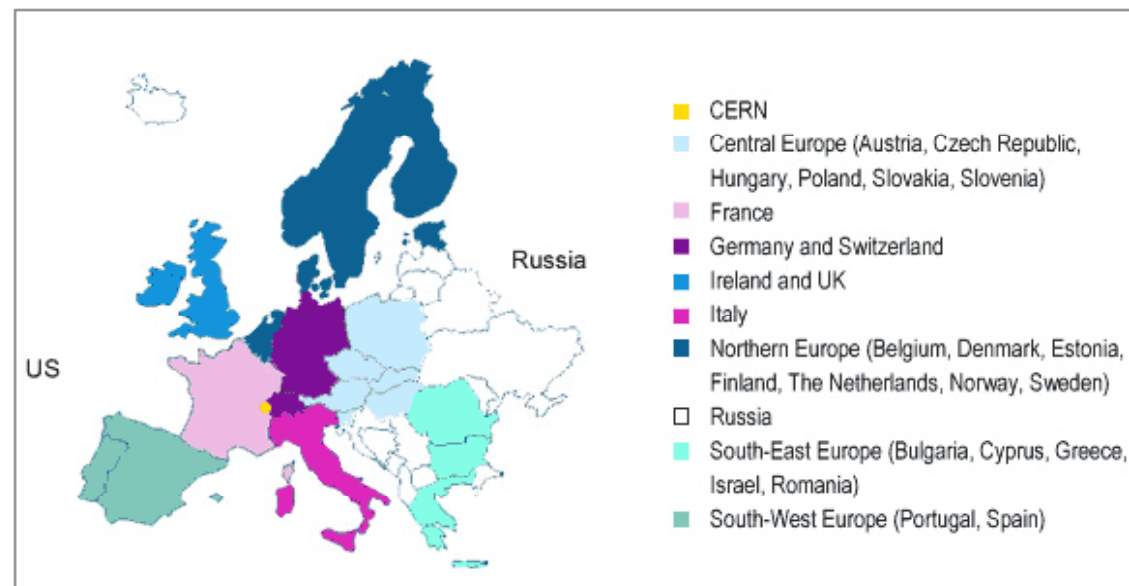 US
Russia
CERN
Central Europe (Austria, Czech Republic,
Hungary, Poland, Slovakia, Slovenia)
France
Germany and Switzerland
Ireland and UK
Italy
Northern Europe (Belgium, Denmark, Estonia,
Finland, The Netherlands, Norway, Sweden)
Russia
South-East Europe (Bulgaria, Cyprus, Greece,
Israel, Romania)
South-West Europe (Portugal, Spain)